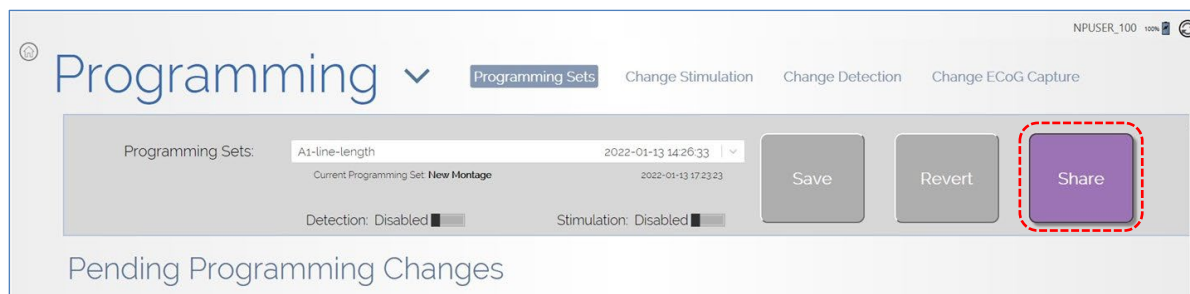 NPUSER_100 100%
Programming Programming Sets Change Stimulation Change Detection Change ECoG Capture
Programming Sets: A1-line-length 2022-01-13 14:26:33
Save Revert Share
Current Programming Set: New Montage 2022-01-13 17:23:23
Detection: Disabled Stimulation: Disabled
Pending Programming Changes